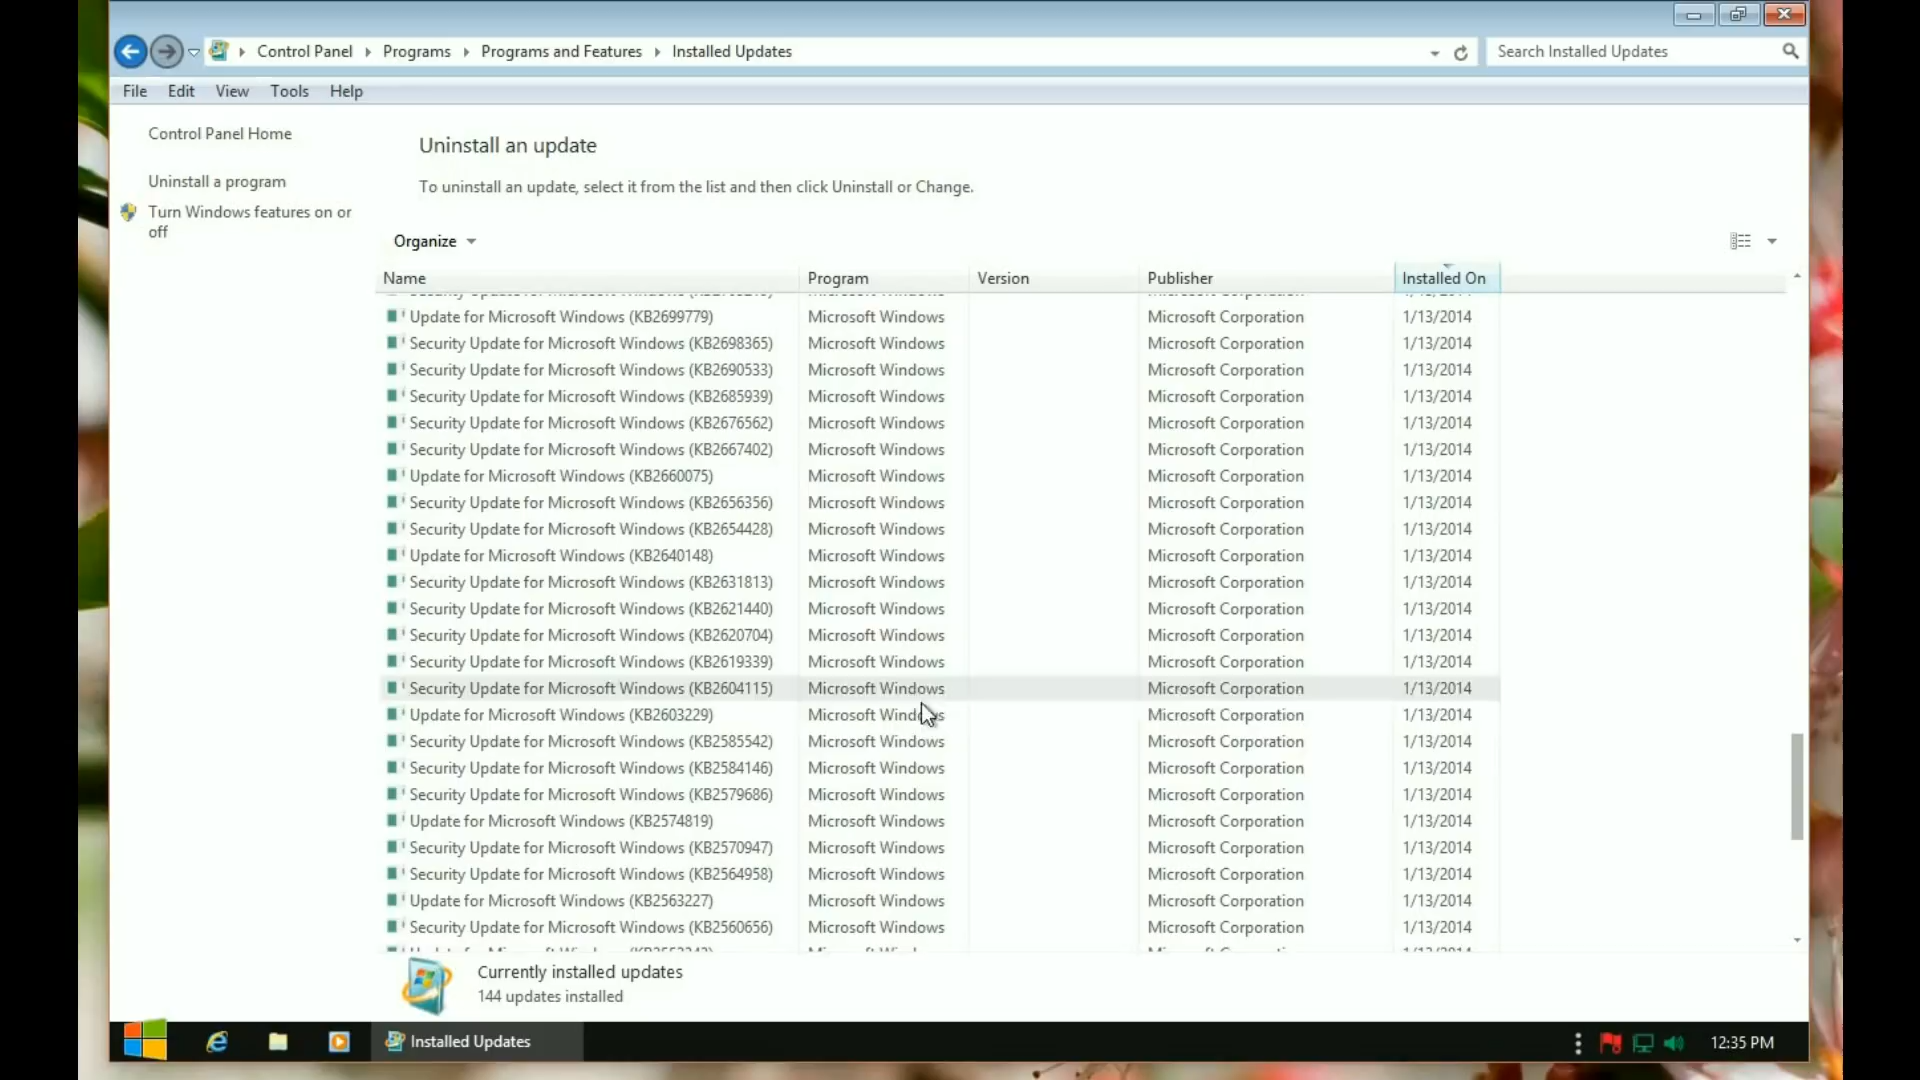 Control Panel Programs Programs and Features Installed Updates
Search Installed Updates
File Edit View Tools Help
Control Panel Home
Uninstall a program
Turn Windows features on or
off
Uninstall an update
To uninstall an update, select it from the list and then click Uninstall or Change.
Organize
Name Program Version Publisher Installed On
Update for Microsoft Windows (KB2699779) Microsoft Windows Microsoft Corporation 1/13/2014
Security Update for Microsoft Windows (KB2698365) Microsoft Windows Microsoft Corporation 1/13/2014
Security Update for Microsoft Windows (KB2690533) Microsoft Windows Microsoft Corporation 1/13/2014
Security Update for Microsoft Windows (KB2685939) Microsoft Windows Microsoft Corporation 1/13/2014
Security Update for Microsoft Windows (KB2676562) Microsoft Windows Microsoft Corporation 1/13/2014
Security Update for Microsoft Windows (KB2667402) Microsoft Windows Microsoft Corporation 1/13/2014
Update for Microsoft Windows (KB2660075) Microsoft Windows Microsoft Corporation 1/13/2014
Security Update for Microsoft Windows (KB2656356) Microsoft Windows Microsoft Corporation 1/13/2014
Security Update for Microsoft Windows (KB2654428) Microsoft Windows Microsoft Corporation 1/13/2014
Update for Microsoft Windows (KB2640148) Microsoft Windows Microsoft Corporation 1/13/2014
Security Update for Microsoft Windows (KB2631813) Microsoft Windows Microsoft Corporation 1/13/2014
Security Update for Microsoft Windows (KB2621440) Microsoft Windows Microsoft Corporation 1/13/2014
Security Update for Microsoft Windows (KB2620704) Microsoft Windows Microsoft Corporation 1/13/2014
Security Update for Microsoft Windows (KB2619339) Microsoft Windows Microsoft Corporation 1/13/2014
Security Update for Microsoft Windows (KB2604115) Microsoft Windows Microsoft Corporation 1/13/2014
Update for Microsoft Windows (KB2603229) Microsoft Windows Microsoft Corporation 1/13/2014
Security Update for Microsoft Windows (KB2585542) Microsoft Windows Microsoft Corporation 1/13/2014
Security Update for Microsoft Windows (KB2584146) Microsoft Windows Microsoft Corporation 1/13/2014
Security Update for Microsoft Windows (KB2579686) Microsoft Windows Microsoft Corporation 1/13/2014
Update for Microsoft Windows (KB2574819) Microsoft Windows Microsoft Corporation 1/13/2014
Security Update for Microsoft Windows (KB2570947) Microsoft Windows Microsoft Corporation 1/13/2014
Security Update for Microsoft Windows (KB2564958) Microsoft Windows Microsoft Corporation 1/13/2014
Update for Microsoft Windows (KB2563227) Microsoft Windows Microsoft Corporation 1/13/2014
Security Update for Microsoft Windows (KB2560656) Microsoft Windows Microsoft Corporation 1/13/2014
Currently installed updates
144 updates installed
Installed Updates
12:35 PM